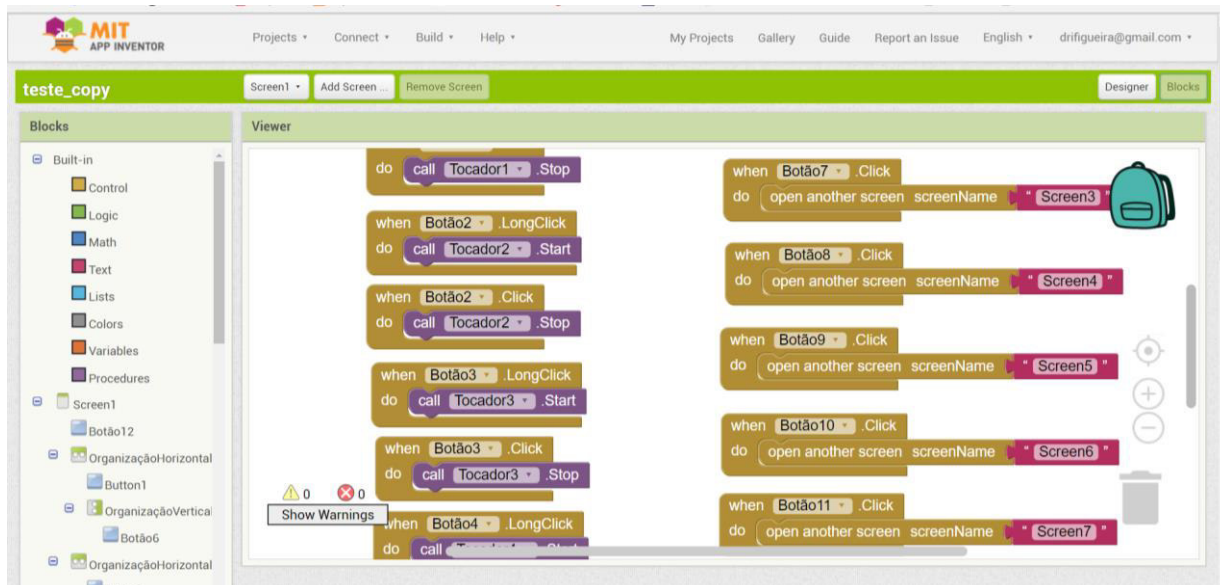 MIT
APP INVENTOR
Projects
Connect
Build
Help
My Projects
Gallery
Guide
Report an Issue
English
drifigueira@gmail.com
teste_copy
Screen1
Add Screen ...
Remove Screen
Designer
Blocks
Blocks
Viewer
Built-in
Control
Logic
Math
Text
Lists
Colors
Variables
Procedures
Screen1
Botão12
OrganizaçãoHorizontal
Button1
OrganizaçãoVertical
Botão6
OrganizaçãoHorizontal
do call Tocador1 .Stop
when Botão2 .LongClick
do call Tocador2 .Start
when Botão2 .Click
do call Tocador2 .Stop
when Botão3 .LongClick
do call Tocador3 .Start
when Botão3 .Click
do call Tocador3 .Stop
when Botão4 .LongClick
do call
0 0
Show Warnings
when Botão7 .Click
do open another screen screenName " Screen3 "
when Botão8 .Click
do open another screen screenName " Screen4 "
when Botão9 .Click
do open another screen screenName " Screen5 "
when Botão10 .Click
do open another screen screenName " Screen6 "
when Botão11 .Click
do open another screen screenName " Screen7 "